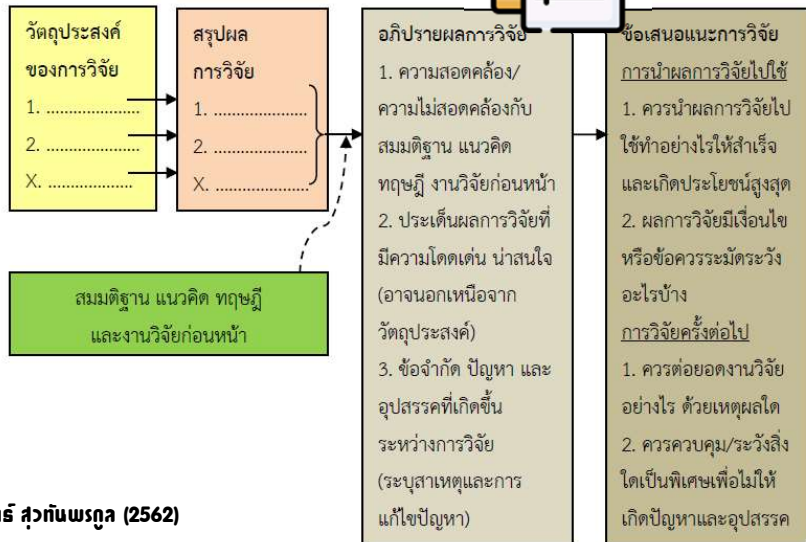 วัตถุประสงค์
ของการวิจัย
1. ....................
2. ....................
X. ..................
สรุปผล
การวิจัย
1. ....................
2. ....................
X. ....................
สมมติฐาน แนวคิด ทฤษฎี
และงานวิจัยก่อนหน้า
อภิปรายผลการวิจัย
1. ความสอดคล้อง/
ความไม่สอดคล้องกับ
สมมติฐาน แนวคิด
ทฤษฎี งานวิจัยก่อนหน้า
2. ประเด็นผลการวิจัยที่
มีความโดดเด่น น่าสนใจ
(อาจนอกเหนือจาก
วัตถุประสงค์)
3. ข้อจำกัด ปัญหา และ
อุปสรรคที่เกิดขึ้น
ระหว่างการวิจัย
(ระบุสาเหตุและการ
แก้ไขปัญหา)
ข้อเสนอแนะการวิจัย
การนำผลการวิจัยไปใช้
1. ควรนำผลการวิจัยไป
ใช้ทำอย่างไรให้สำเร็จ
และเกิดประโยชน์สูงสุด
2. ผลการวิจัยมีเงื่อนไข
หรือข้อควรระมัดระวัง
อะไรบ้าง
การวิจัยครั้งต่อไป
1. ควรต่อยอดงานวิจัย
อย่างไร ด้วยเหตุผลใด
2. ควรควบคุม/ระวังสิ่ง
ใดเป็นพิเศษเพื่อไม่ให้
เกิดปัญหาและอุปสรรค
สุวทันพรกูล (2562)